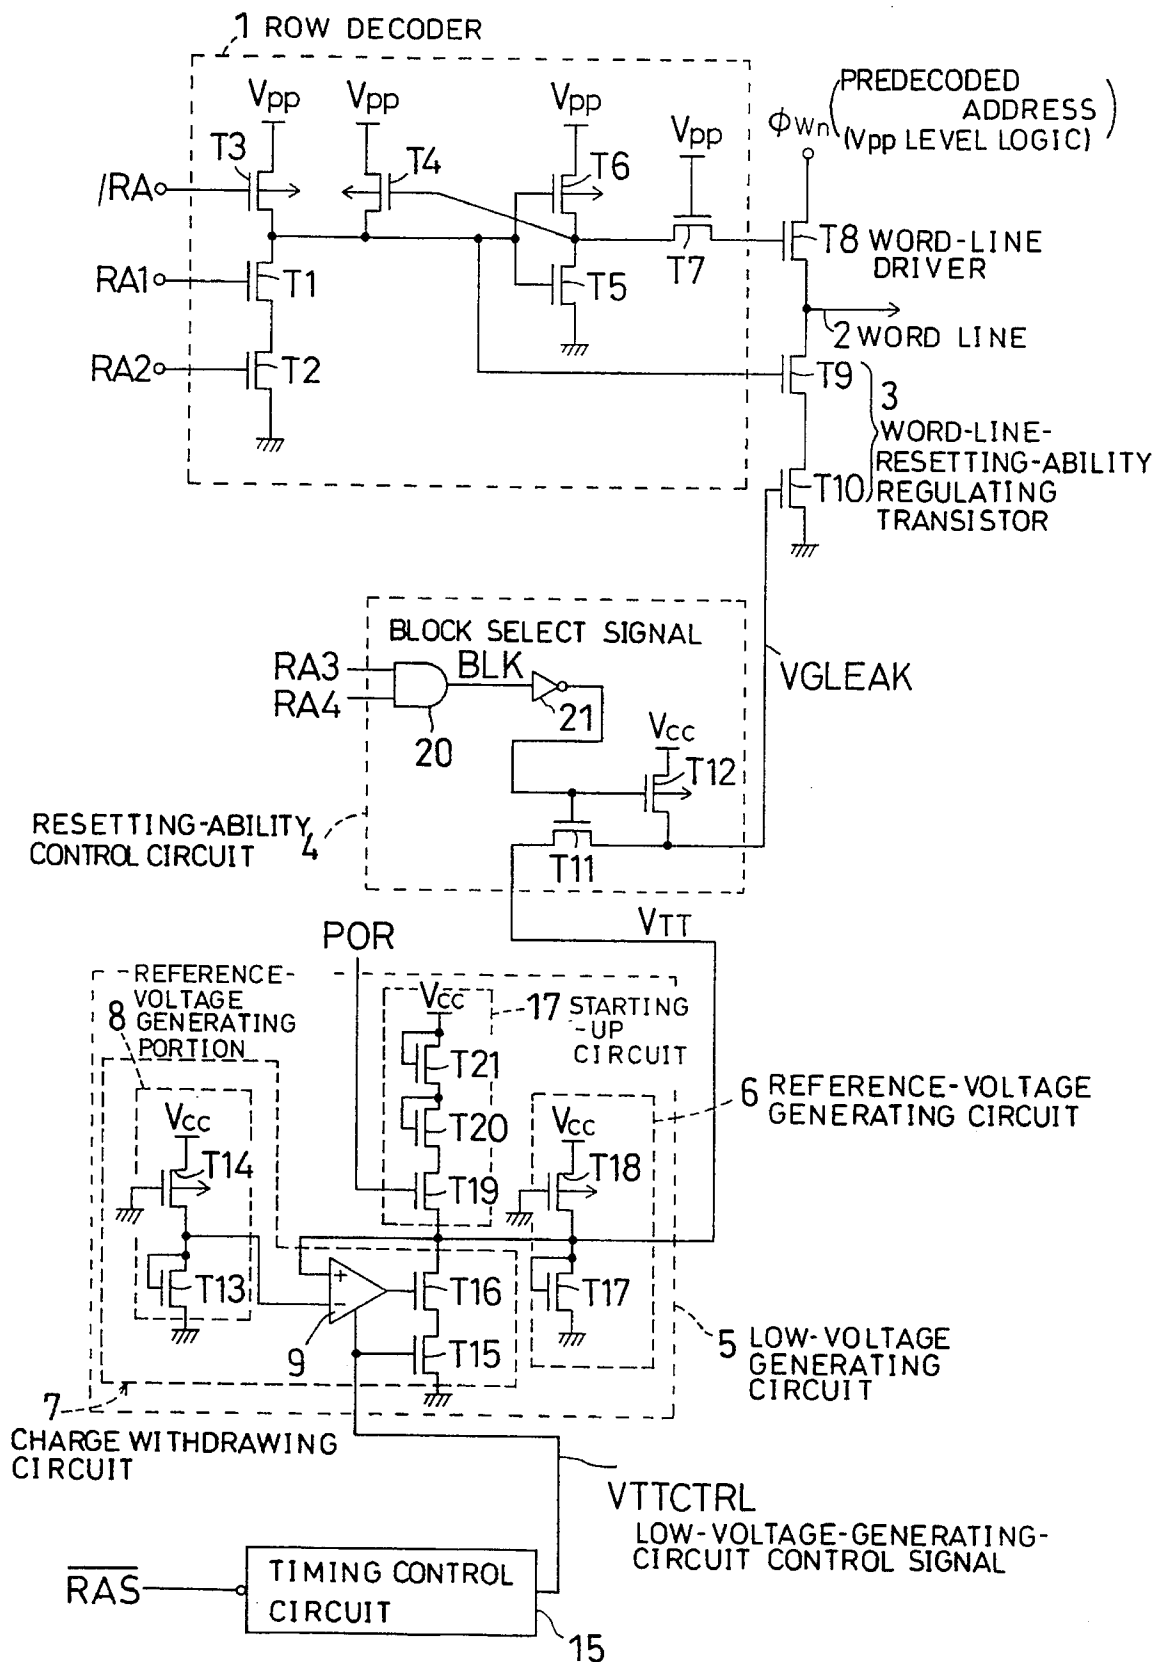 1 ROW DECODER
Vpp
Vpp
Vpp
Vpp
T3
T4
T6
/RA
RA1
T1
T5
T7
RA2
T2
ΦWn (PREDECODED
ADDRESS
(Vpp LEVEL LOGIC))
T8 WORD-LINE
DRIVER
2 WORD LINE
T9
3
WORD-LINE-
RESETTING-ABILITY
T10 REGULATING
TRANSISTOR
BLOCK SELECT SIGNAL
RA3
RA4
BLK
20
21
VCC
T12
T11
VGLEAK
RESETTING-ABILITY
CONTROL CIRCUIT
4
VTT
POR
REFERENCE-
VOLTAGE
8 GENERATING
PORTION
VCC
17 STARTING
-UP
CIRCUIT
T21
T20
T19
6 REFERENCE-VOLTAGE
GENERATING CIRCUIT
VCC
T14
T13
VCC
T18
T17
+
-
9
T16
T15
5 LOW-VOLTAGE
GENERATING
CIRCUIT
7
CHARGE WITHDRAWING
CIRCUIT
VTTCTRL
LOW-VOLTAGE-GENERATING-
CIRCUIT CONTROL SIGNAL
RAS
TIMING CONTROL
CIRCUIT
15